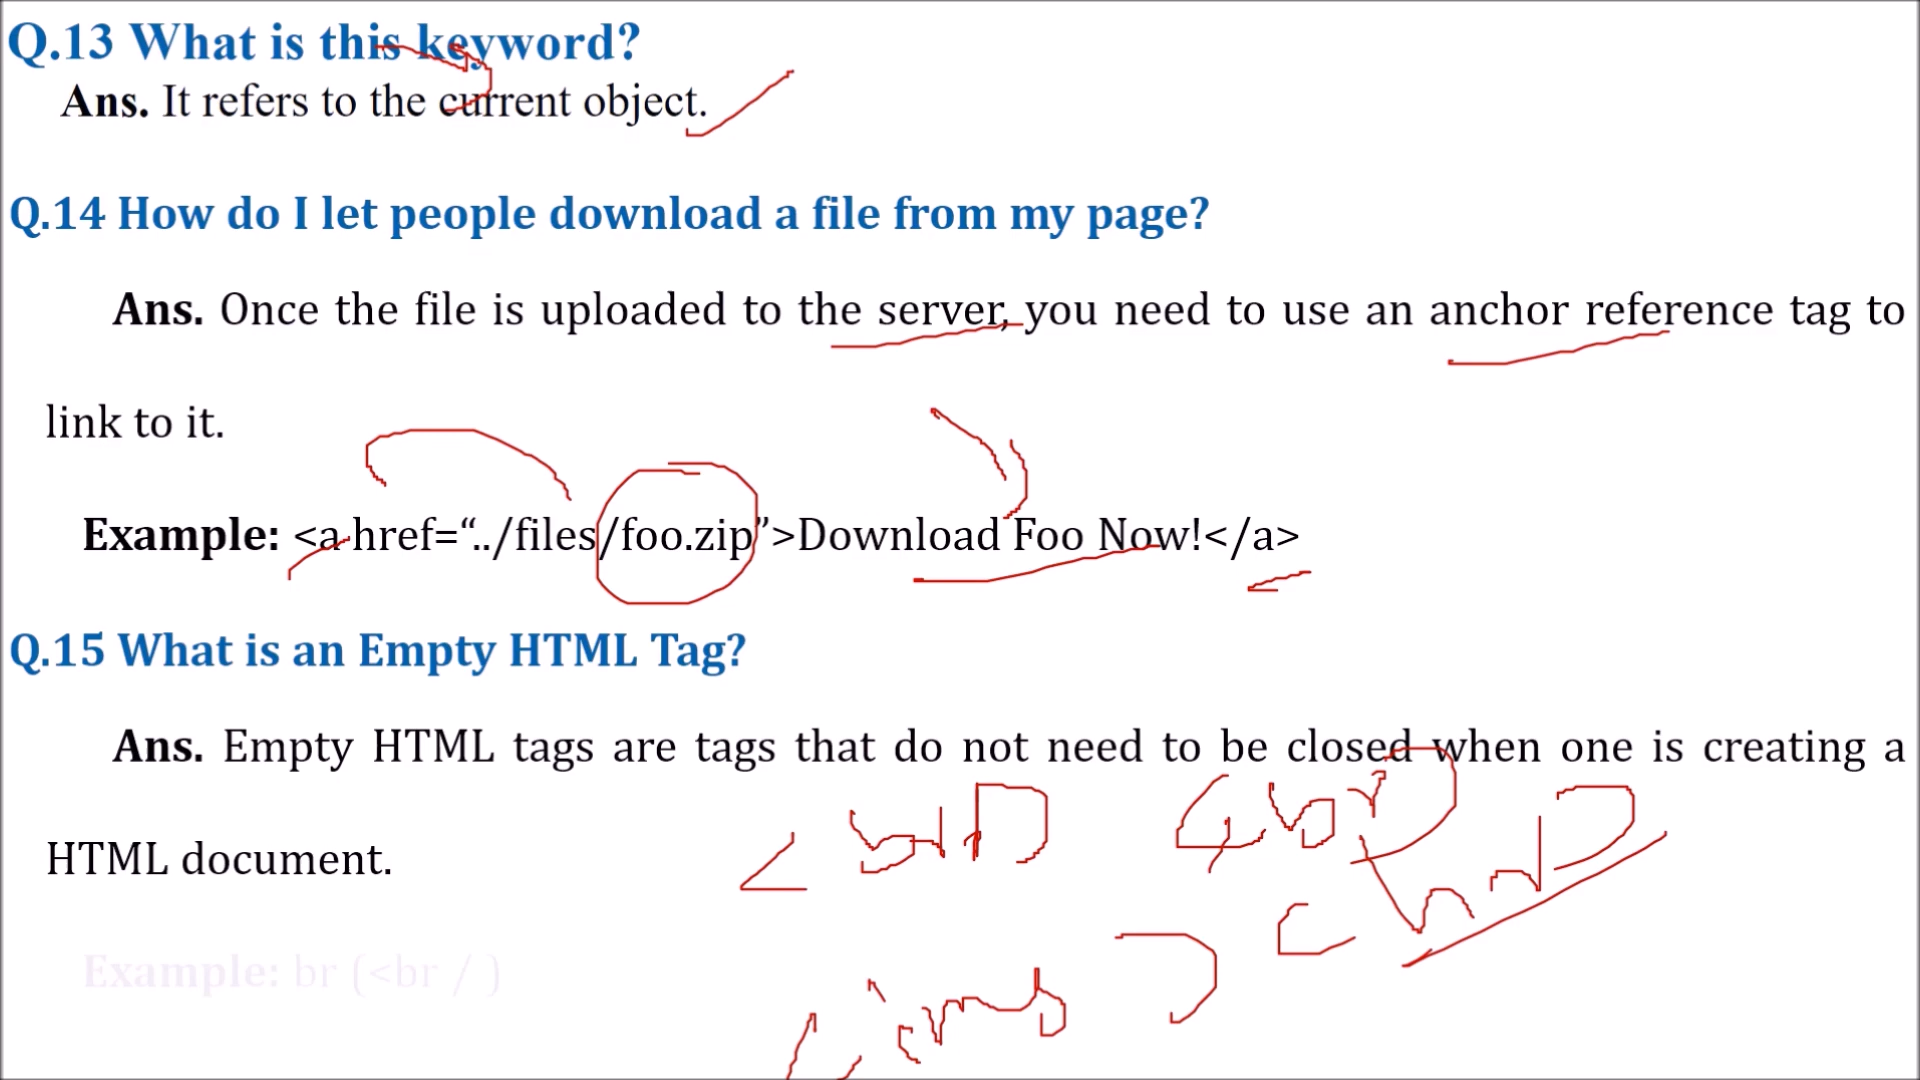 Q.13 What is this keyword?
Ans. It refers to the current object.
Q.14 How do I let people download a file from my page?
Ans. Once the file is uploaded to the server, you need to use an anchor reference tag to
link to it.
Example: <a href=“../files/foo.zip”>Download Foo Now!</a>
Q.15 What is an Empty HTML Tag?
Ans. Empty HTML tags are tags that do not need to be closed when one is creating a
HTML document.
<br>
Example: br (<br / )